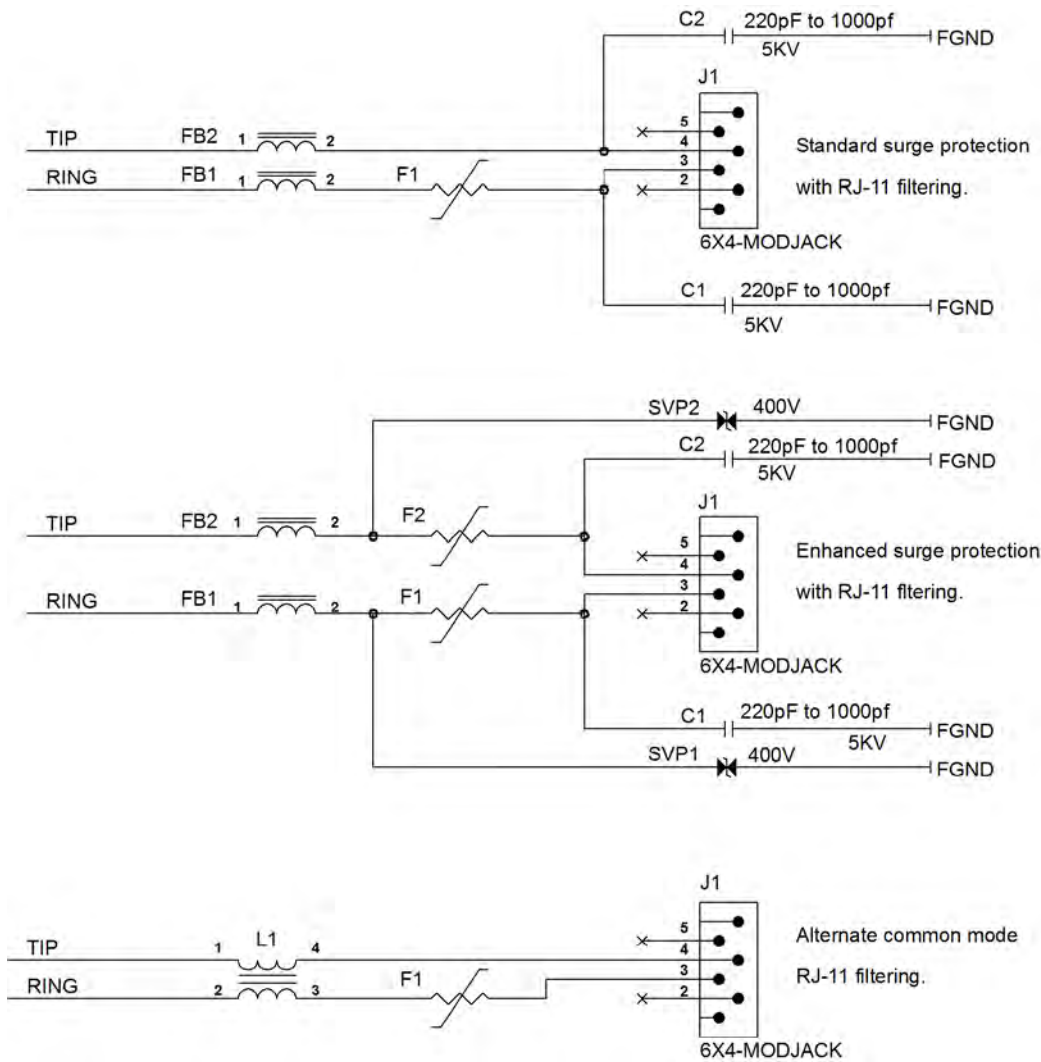 C2 220pF to 1000pf
5KV
FGND
J1
TIP FB2 1 2
5
4
RING FB1 1 2 F1
3
2
Standard surge protection
with RJ-11 filtering.
6X4-MODJACK
C1 220pF to 1000pf
5KV
FGND
SVP2 400V
FGND
C2 220pF to 1000pf
5KV
FGND
J1
TIP FB2 1 2 F2
5
4
RING FB1 1 2 F1
3
2
Enhanced surge protection
with RJ-11 fltering.
6X4-MODJACK
C1 220pF to 1000pf
5KV
FGND
SVP1 400V
FGND
J1
TIP 1 L1 4
5
4
RING 2 3 F1
3
2
Alternate common mode
RJ-11 filtering.
6X4-MODJACK